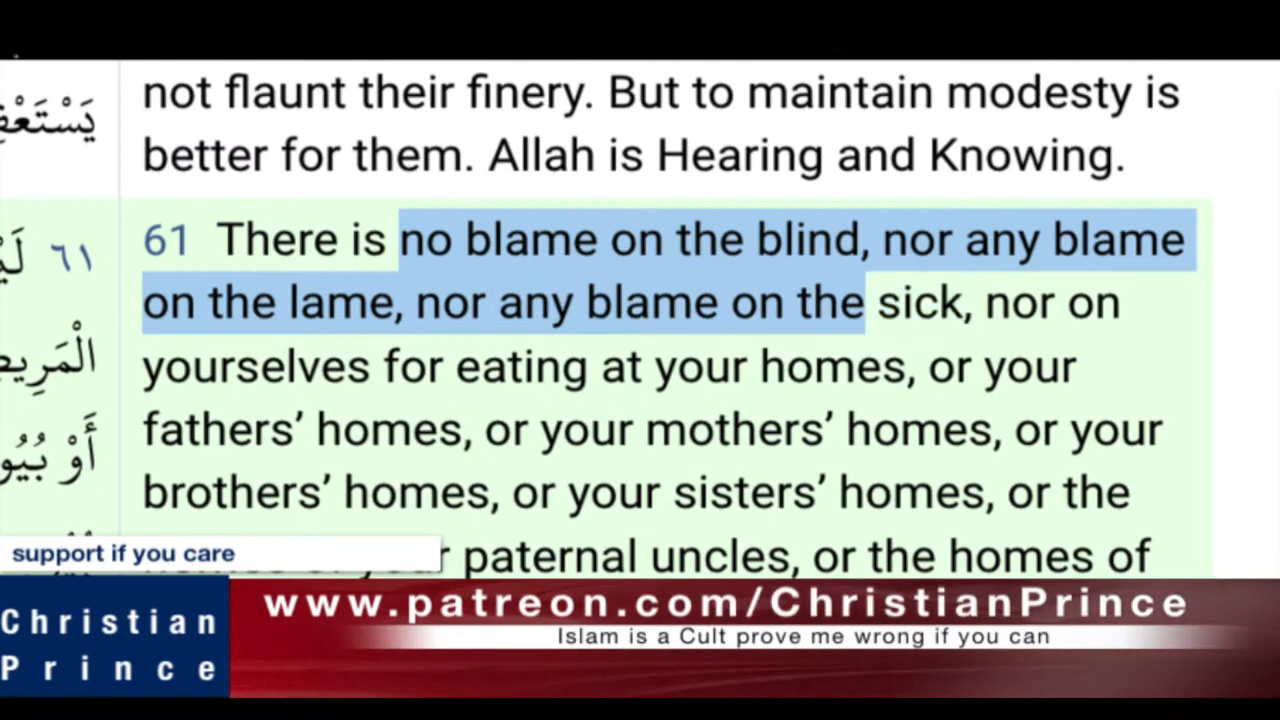 not flaunt their finery. But to maintain modesty is
better for them. Allah is Hearing and Knowing.
61 There is no blame on the blind, nor any blame
on the lame, nor any blame on the sick, nor on
yourselves for eating at your homes, or your
fathers’ homes, or your mothers’ homes, or your
brothers’ homes, or your sisters’ homes, or the
paternal uncles, or the homes of
٦١
أَوْ
support if you care
Christian
Prince
www.patreon.com/ChristianPrince
Islam is a Cult prove me wrong if you can